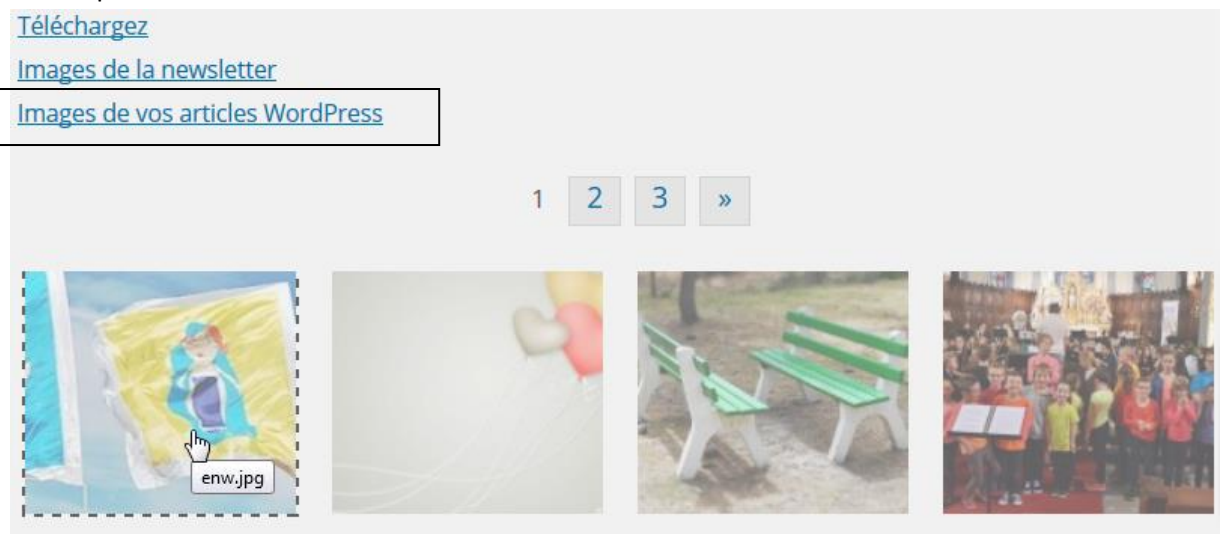 Téléchargez
Images de la newsletter
Images de vos articles WordPress
1 2 3 »
enw.jpg